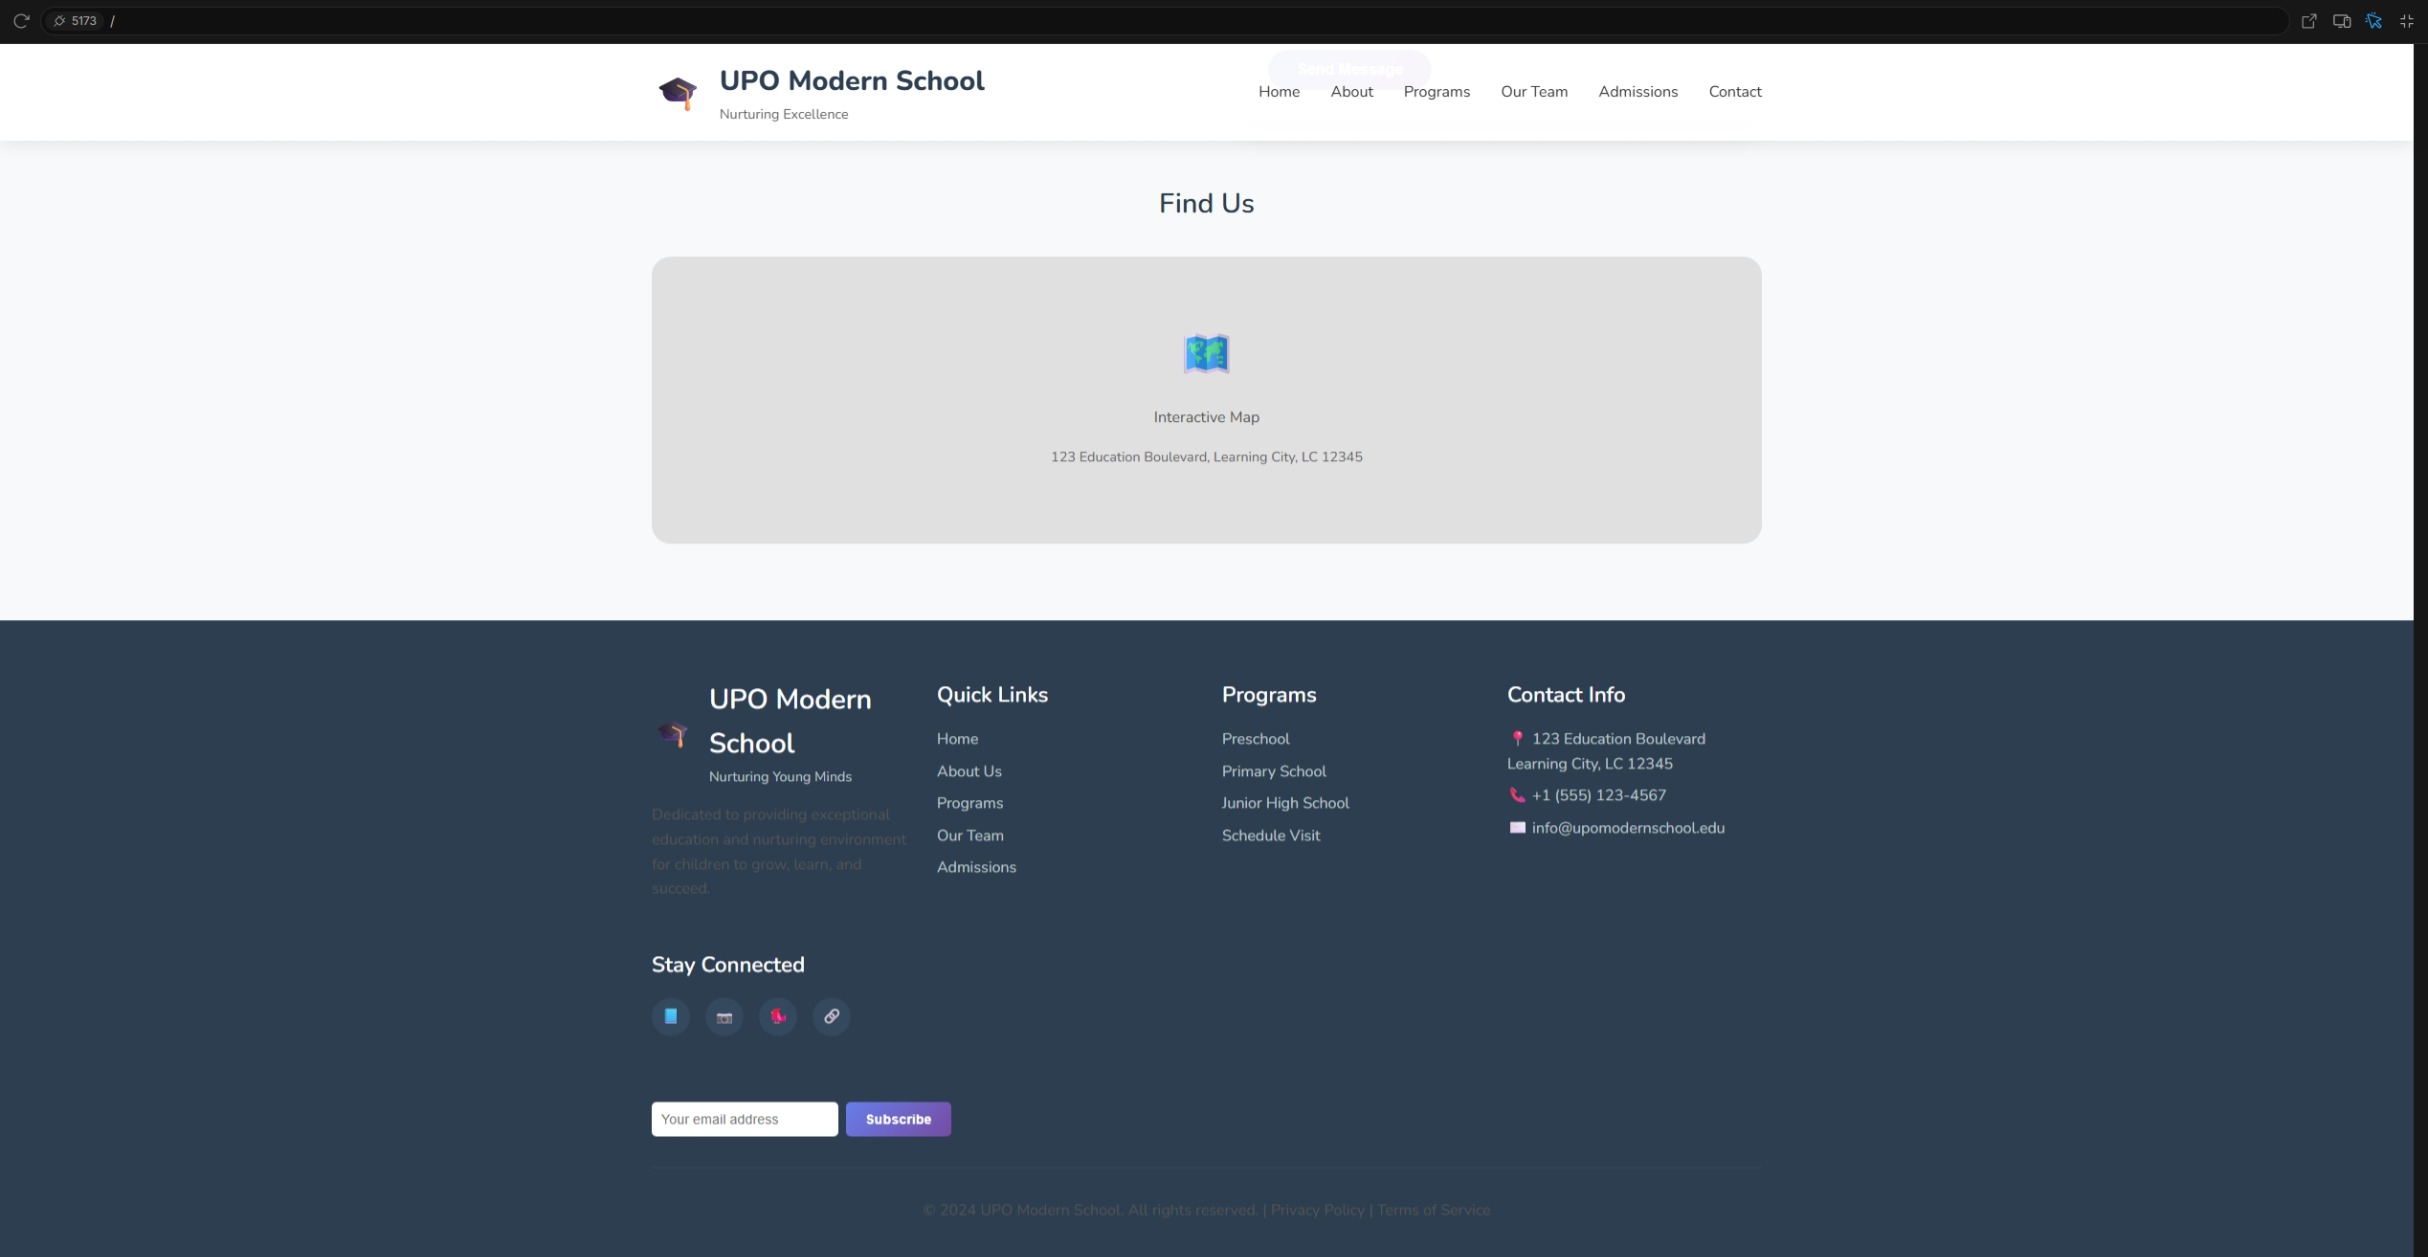 5173 /
UPO Modern School
Nurturing Excellence
Send Message
Home About Programs Our Team Admissions Contact
Find Us
Interactive Map
123 Education Boulevard, Learning City, LC 12345
UPO Modern
School
Nurturing Young Minds
Dedicated to providing exceptional
education and nurturing environment
for children to grow, learn, and
succeed.
Quick Links
Home
About Us
Programs
Our Team
Admissions
Programs
Preschool
Primary School
Junior High School
Schedule Visit
Contact Info
123 Education Boulevard
Learning City, LC 12345
+1 (555) 123-4567
info@upomodernschool.edu
Stay Connected
Your email address
Subscribe
© 2024 UPO Modern School. All rights reserved. | Privacy Policy | Terms of Service